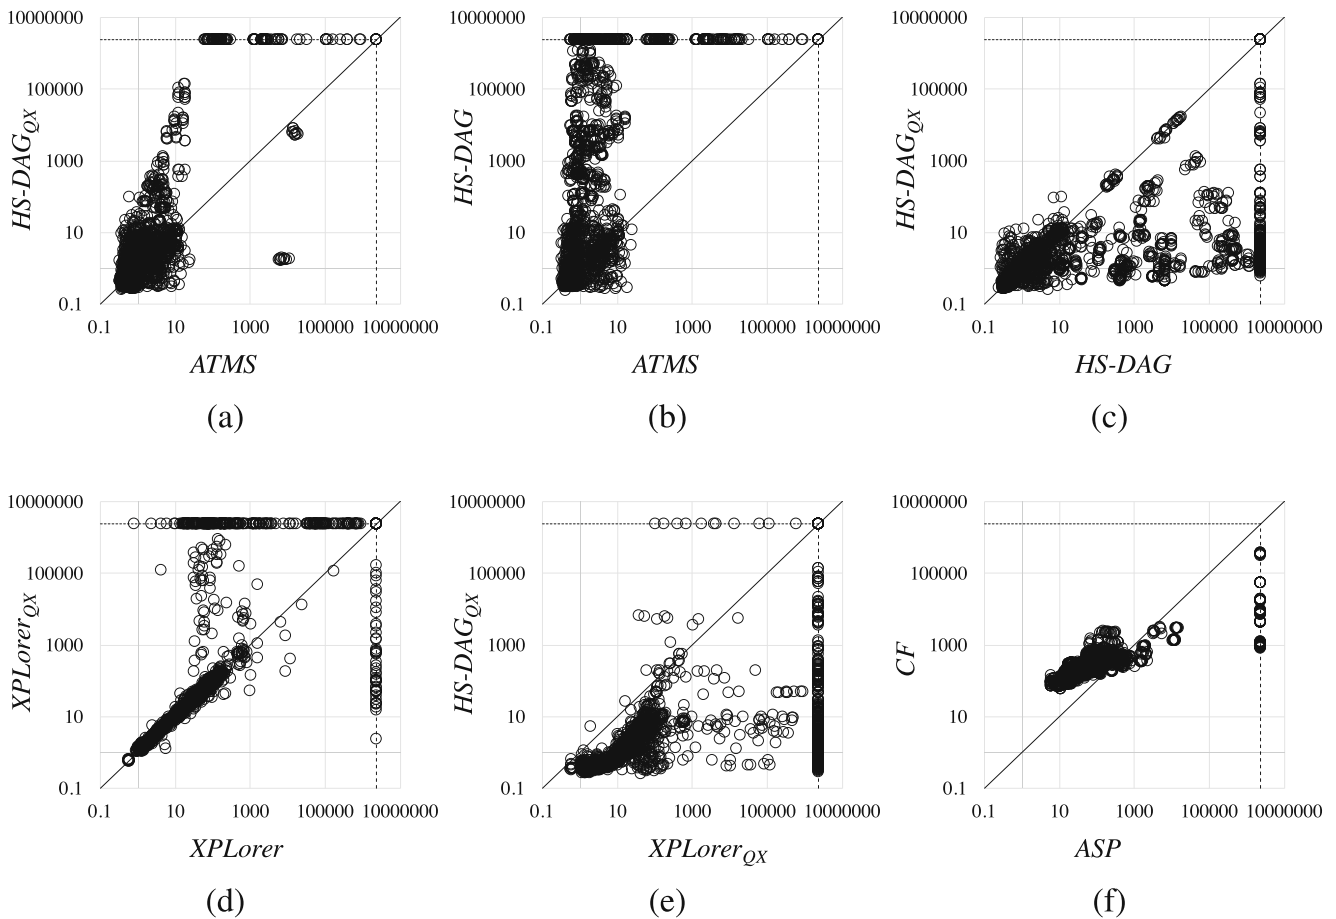 10000000 10000000 10000000
100000 100000 100000
HS-DAG_QX HS-DAG HS-DAG_QX
1000 1000 1000
10 10 10
0.1 0.1 0.1
0.1 10 1000 100000 10000000 0.1 10 1000 100000 10000000 0.1 10 1000 100000 10000000
ATMS ATMS HS-DAG
(a) (b) (c)
10000000 10000000 10000000
100000 100000 100000
XPLorer_QX HS-DAG_QX CF
1000 1000 1000
10 10 10
0.1 0.1 0.1
0.1 10 1000 100000 10000000 0.1 10 1000 100000 10000000 0.1 10 1000 100000 10000000
XPLorer XPLorer_QX ASP
(d) (e) (f)